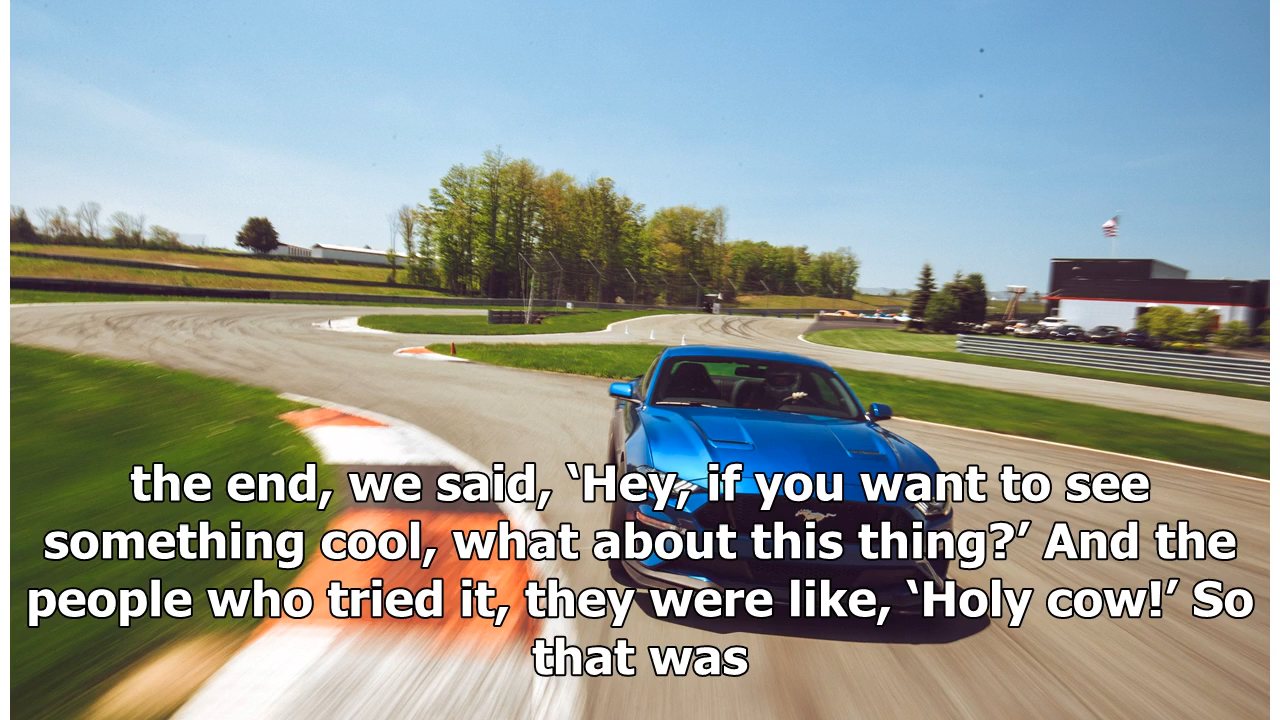 the end, we said, ‘Hey, if you want to see
something cool, what about this thing?’ And the
people who tried it, they were like, ‘Holy cow!’ So
that was